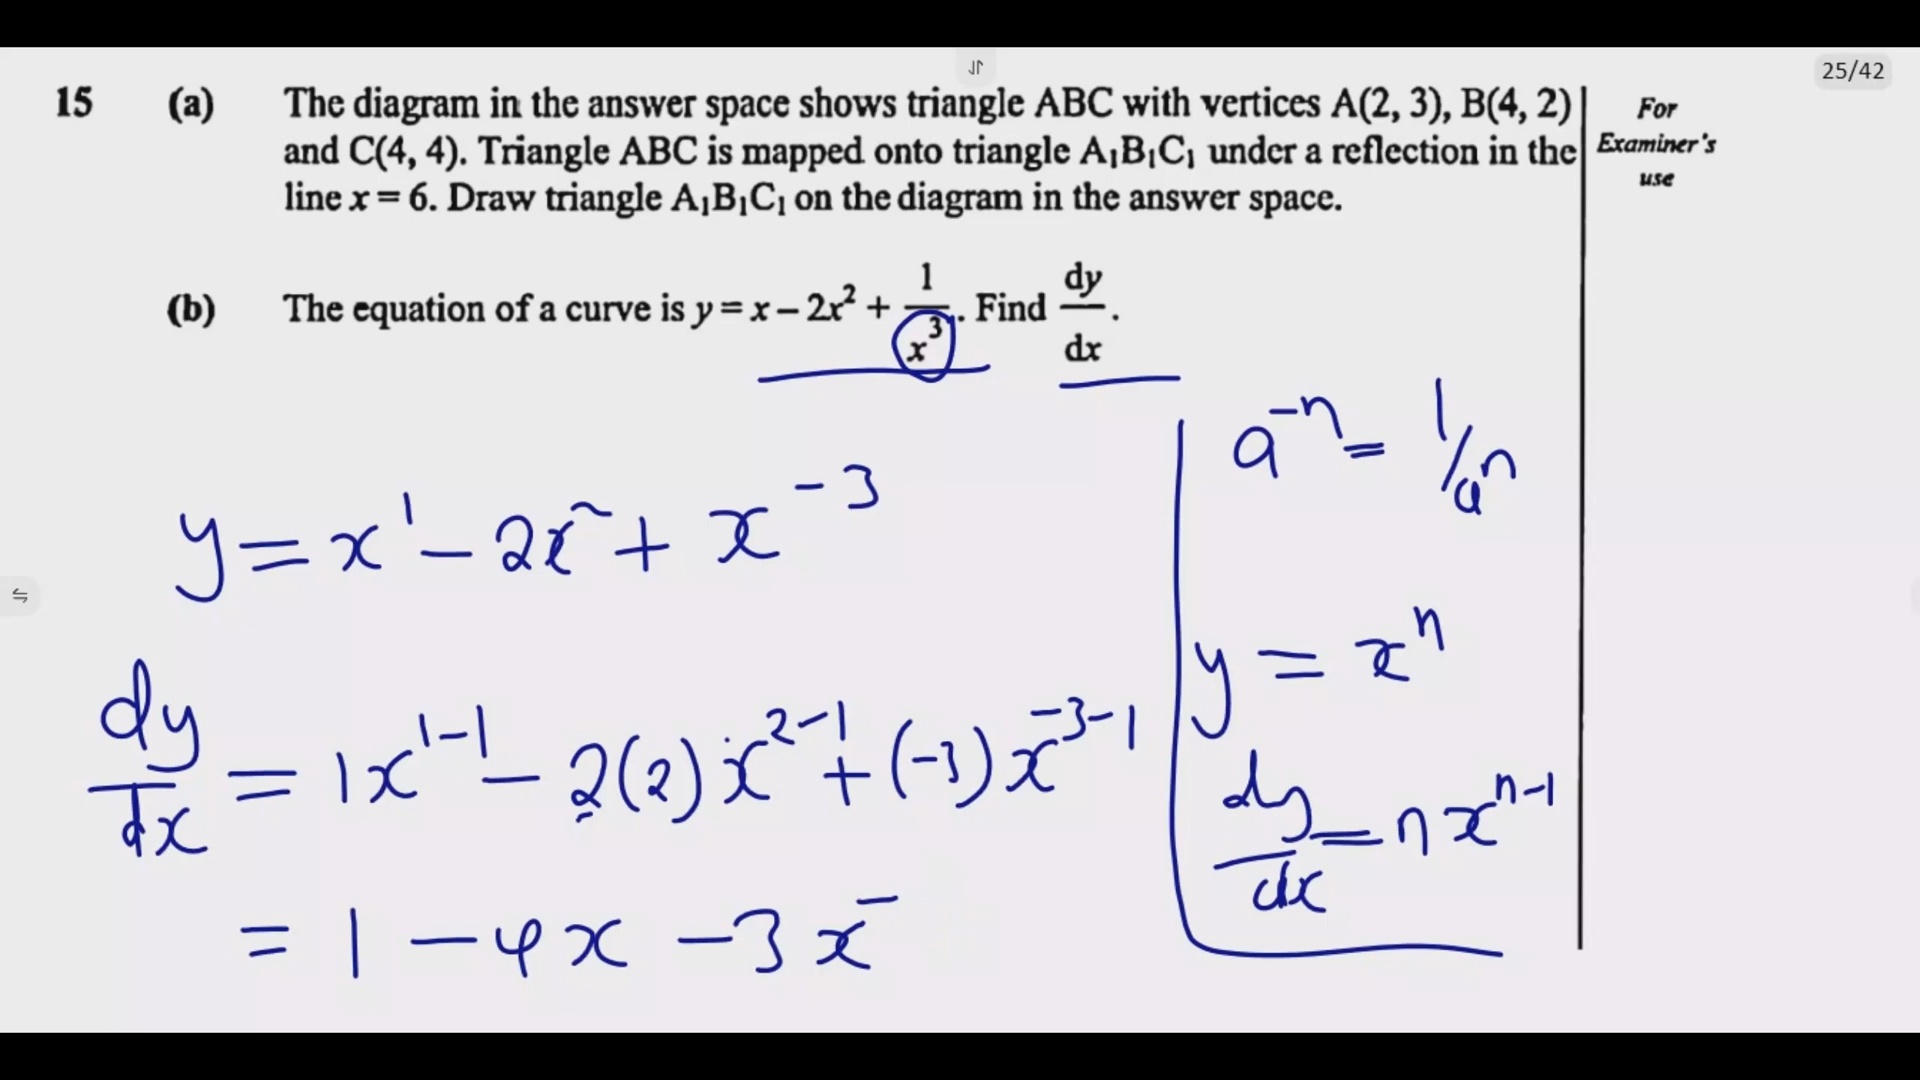 25/42
15 (a) The diagram in the answer space shows triangle ABC with vertices A(2, 3), B(4, 2)
and C(4, 4). Triangle ABC is mapped onto triangle A₁B₁C₁ under a reflection in the
line x = 6. Draw triangle A₁B₁C₁ on the diagram in the answer space.
For
Examiner's
use
(b) The equation of a curve is y = x – 2x² + 1/x³. Find dy/dx.
y = x¹ – 2x² + x⁻³
dy/dx = 1x¹⁻¹ – 2(2)x²⁻¹ + (-3)x⁻³⁻¹
= 1 – 4x – 3x⁻
a⁻ⁿ = 1/aⁿ
y = xⁿ
dy/dx = nxⁿ⁻¹